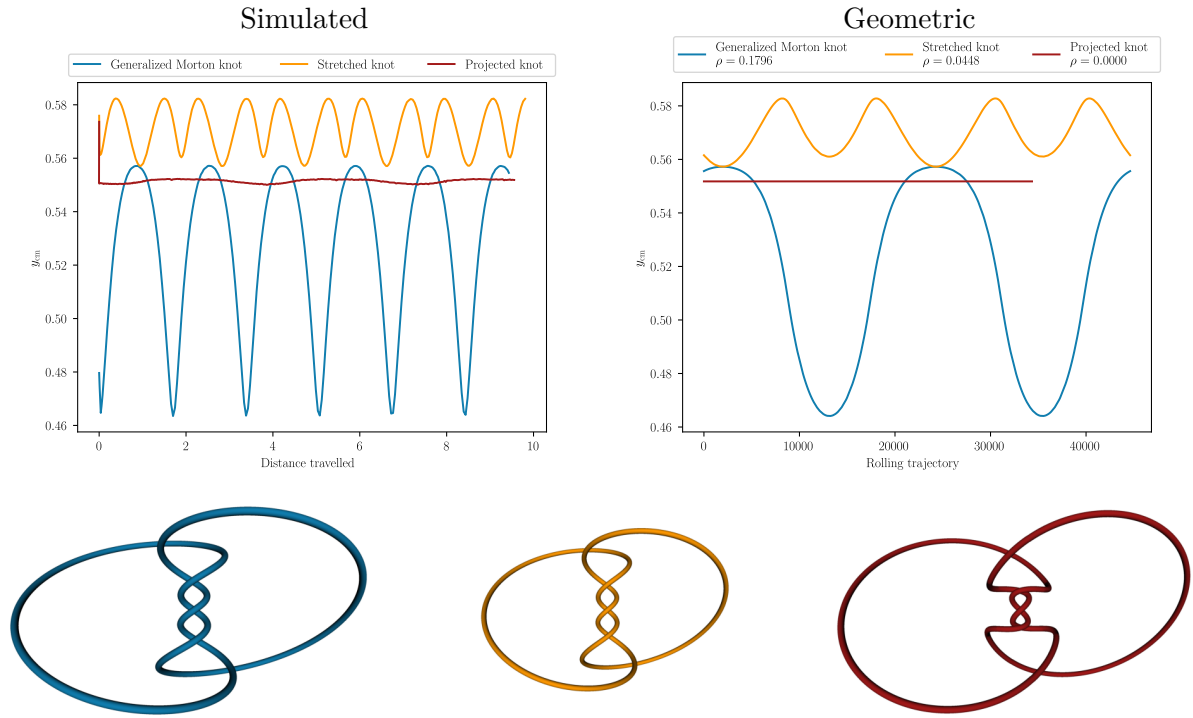 Simulated
Geometric
Generalized Morton knot Stretched knot Projected knot
0.58
0.56
0.54
0.52
0.50
0.48
0.46
y_cm
0 2 4 6 8 10
Distance travelled
Generalized Morton knot Stretched knot Projected knot
ρ = 0.1796 ρ = 0.0448 ρ = 0.0000
0.58
0.56
0.54
0.52
0.50
0.48
0.46
y_cm
0 10000 20000 30000 40000
Rolling trajectory